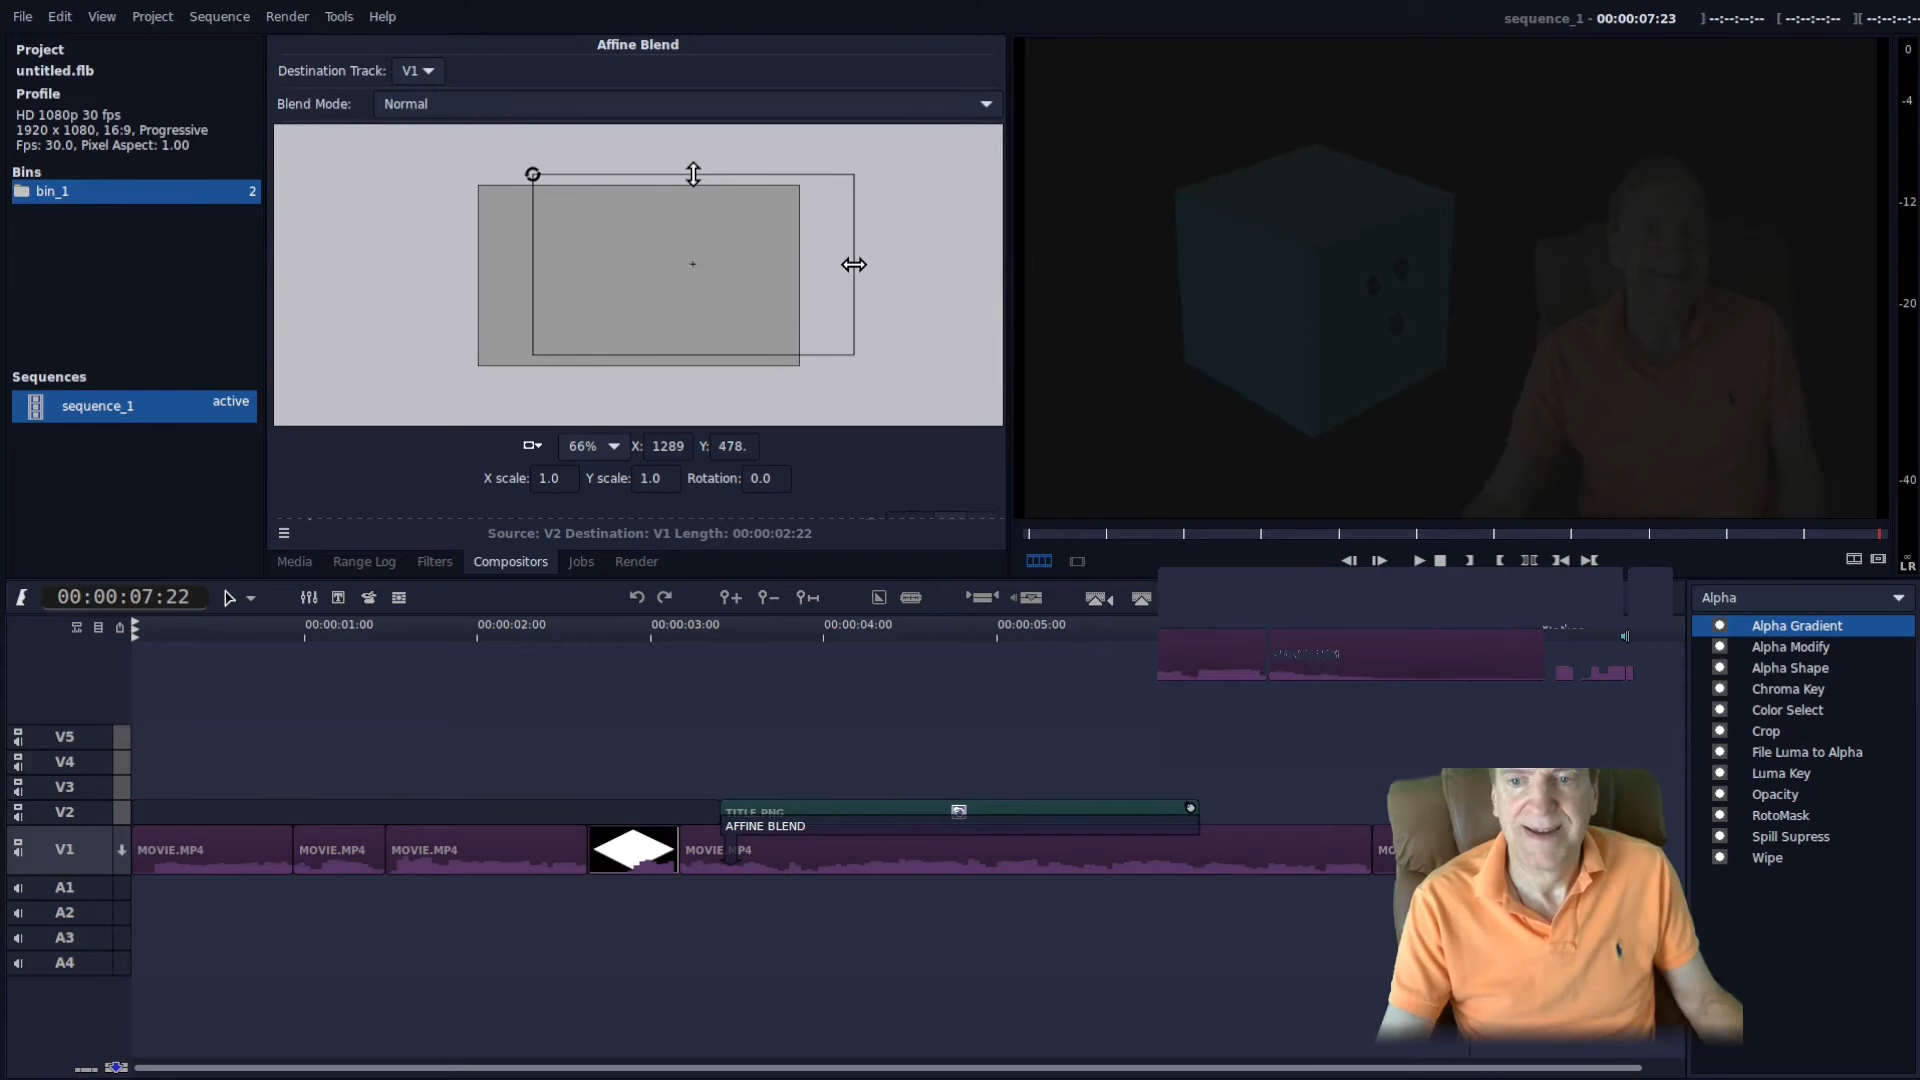 File Edit View Project Sequence Render Tools Help
sequence_1 - 00:00:07:23 ] --:--:--:-- [ --:--:--:-- ][ --:--:--:--
Project
untitled.flb
Profile
HD 1080p 30 fps
1920 x 1080, 16:9, Progressive
Fps: 30.0, Pixel Aspect: 1.00
Bins
bin_1 2
Sequences
sequence_1 active
Affine Blend
Destination Track: V1
Blend Mode: Normal
66% X: 1289 Y: 478.
X scale: 1.0 Y scale: 1.0 Rotation: 0.0
Source: V2 Destination: V1 Length: 00:00:02:22
Media Range Log Filters Compositors Jobs Render
0
-4
-12
-20
-40
∞
LR
00:00:07:22
00:00:01:00 00:00:02:00 00:00:03:00 00:00:04:00 00:00:05:00
V5
V4
V3
V2
TITLE.PNG
AFFINE BLEND
V1
MOVIE.MP4 MOVIE.MP4 MOVIE.MP4 MOVIE.MP4 MO
A1
A2
A3
A4
Alpha
Alpha Gradient
Alpha Modify
Alpha Shape
Chroma Key
Color Select
Crop
File Luma to Alpha
Luma Key
Opacity
RotoMask
Spill Supress
Wipe